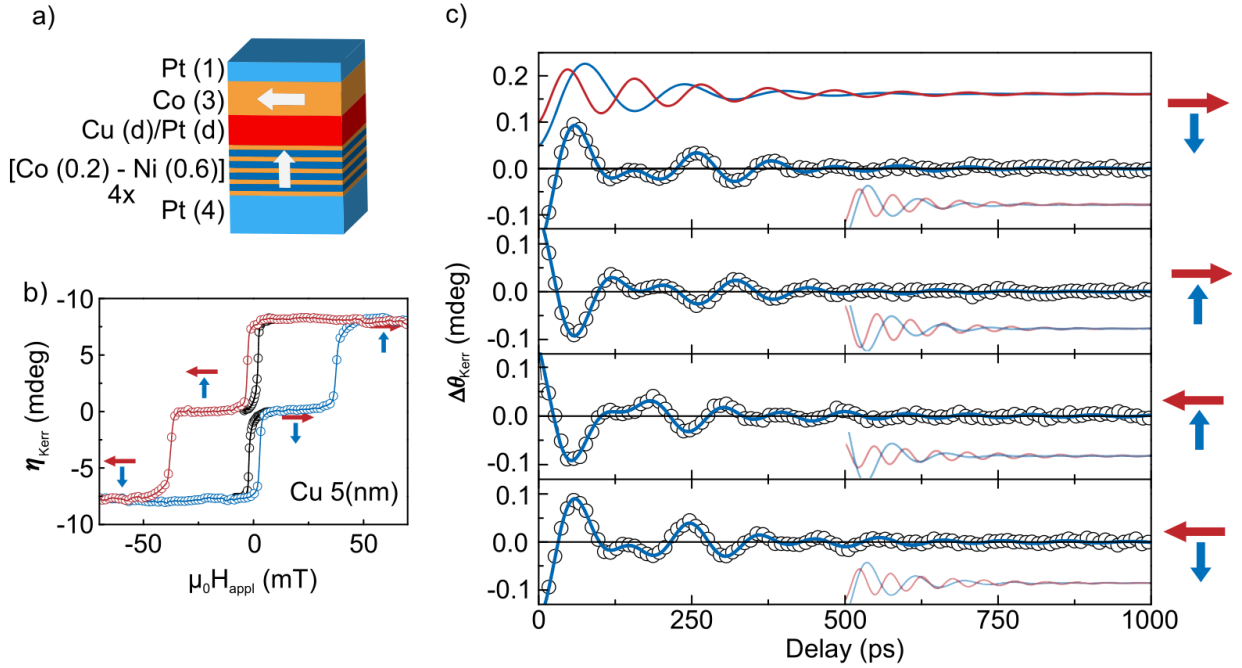 a)
Pt (1)
Co (3)
Cu (d)/Pt (d)
[Co (0.2) - Ni (0.6)]
4x
Pt (4)
b)
-10
-5
0
5
-10
η_Kerr (mdeg)
Cu 5(nm)
-50
0
50
μ₀H_appl (mT)
c)
0.2
0.1
0.0
-0.1
0.1
0.0
-0.1
0.1
0.0
-0.1
0.1
0.0
-0.1
Δθ_Kerr (mdeg)
0
250
500
750
1000
Delay (ps)